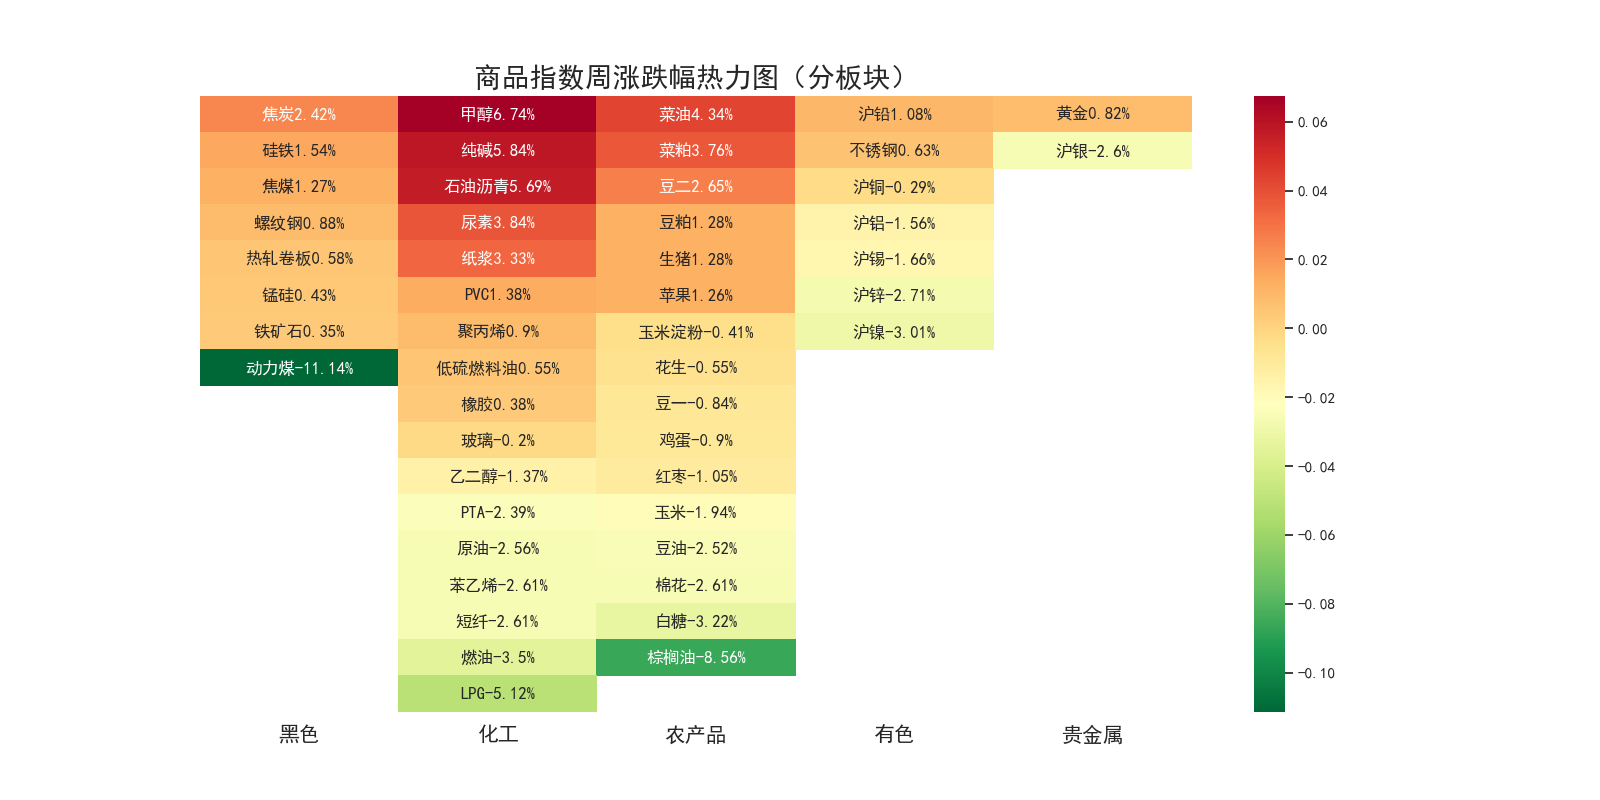 商品指数周涨跌幅热力图（分板块）
焦炭2.42% 甲醇6.74% 菜油4.34% 沪铅1.08% 黄金0.82%
硅铁1.54% 纯碱5.84% 菜粕3.76% 不锈钢0.63% 沪银-2.6%
焦煤1.27% 石油沥青5.69% 豆二2.65% 沪铜-0.29%
螺纹钢0.88% 尿素3.84% 豆粕1.28% 沪铝-1.56%
热轧卷板0.58% 纸浆3.33% 生猪1.28% 沪锡-1.66%
锰硅0.43% PVC1.38% 苹果1.26% 沪锌-2.71%
铁矿石0.35% 聚丙烯0.9% 玉米淀粉-0.41% 沪镍-3.01%
动力煤-11.14% 低硫燃料油0.55% 花生-0.55%
橡胶0.38% 豆一-0.84%
玻璃-0.2% 鸡蛋-0.9%
乙二醇-1.37% 红枣-1.05%
PTA-2.39% 玉米-1.94%
原油-2.56% 豆油-2.52%
苯乙烯-2.61% 棉花-2.61%
短纤-2.61% 白糖-3.22%
燃油-3.5% 棕榈油-8.56%
LPG-5.12%
黑色 化工 农产品 有色 贵金属
0.06
0.04
0.02
0.00
-0.02
-0.04
-0.06
-0.08
-0.10